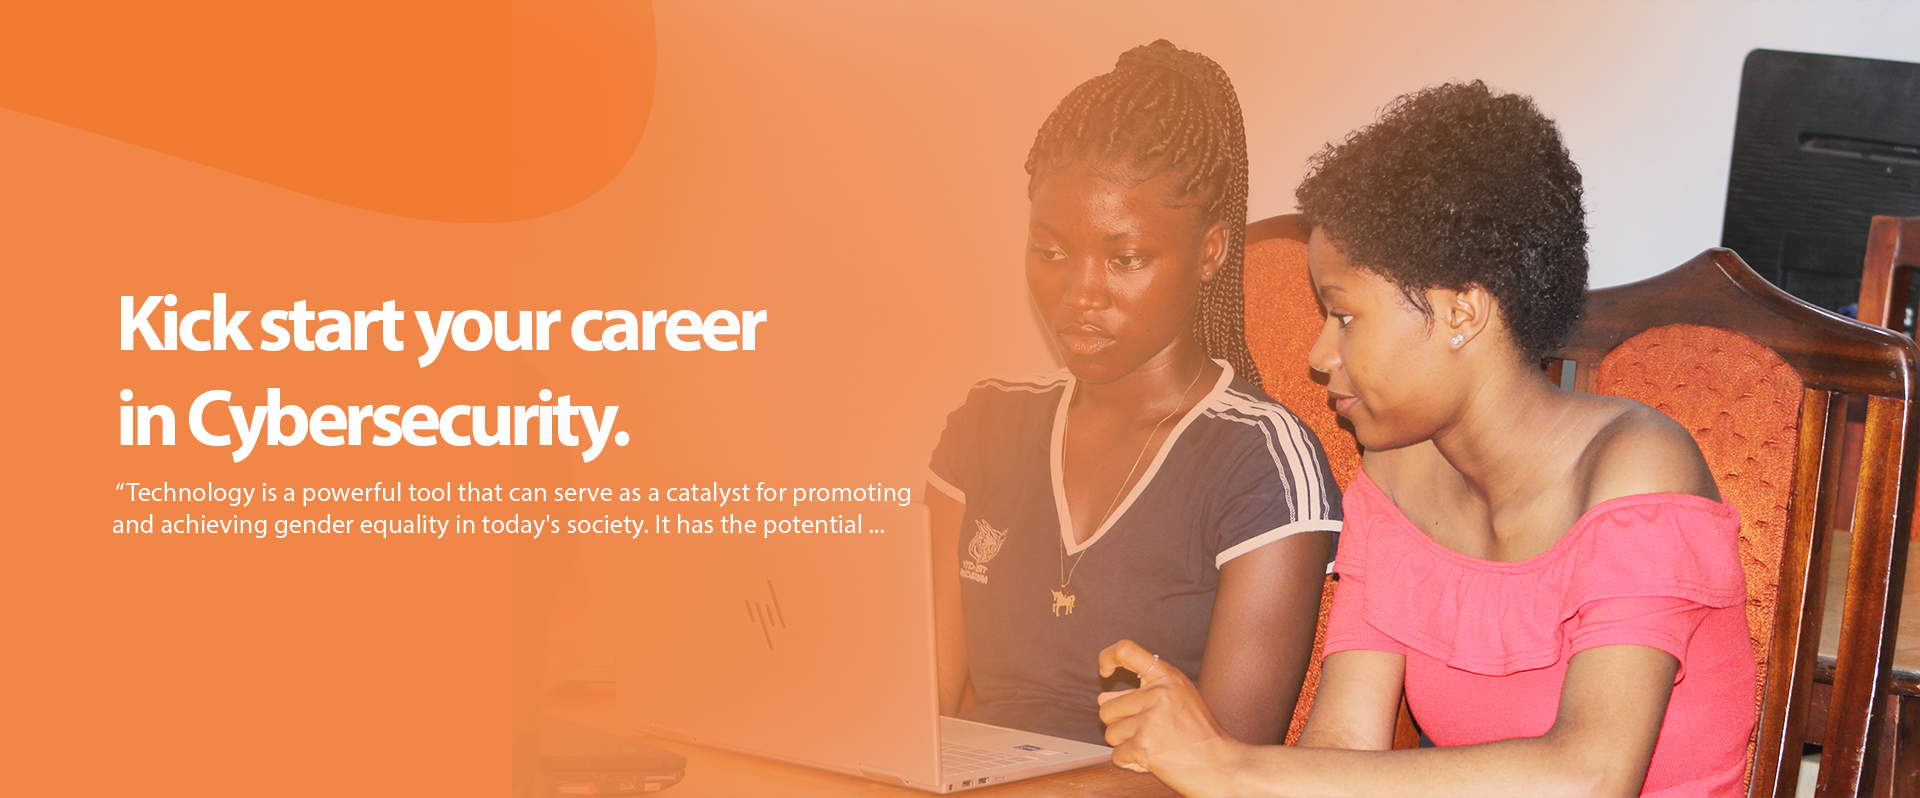 Kick start your career
in Cybersecurity.
“Technology is a powerful tool that can serve as a catalyst for promoting
and achieving gender equality in today's society. It has the potential ...